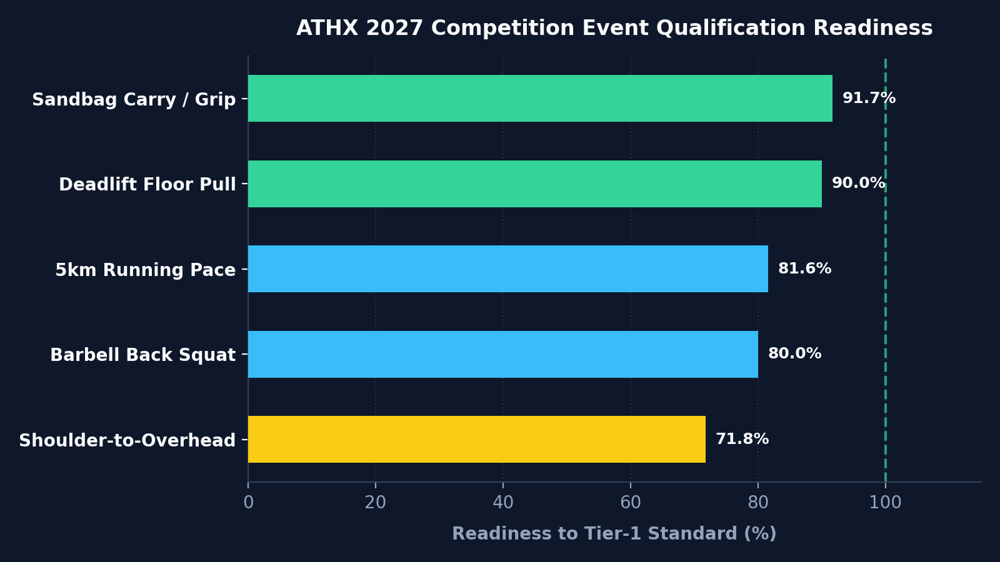 ATHX 2027 Competition Event Qualification Readiness
Sandbag Carry / Grip
91.7%
Deadlift Floor Pull
90.0%
5km Running Pace
81.6%
Barbell Back Squat
80.0%
Shoulder-to-Overhead
71.8%
0 20 40 60 80 100
Readiness to Tier-1 Standard (%)